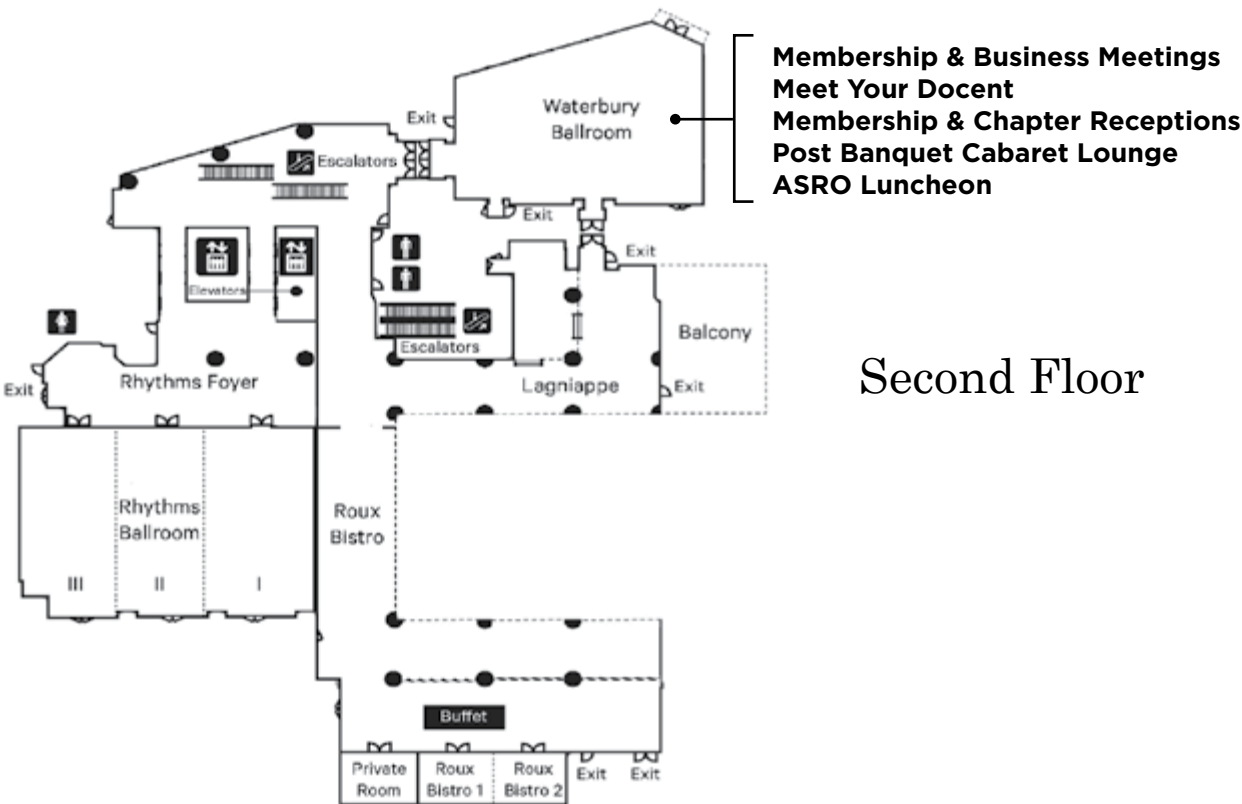 Membership & Business Meetings
Meet Your Docent
Membership & Chapter Receptions
Post Banquet Cabaret Lounge
ASRO Luncheon
Waterbury
Ballroom
Exit
Escalators
Exit
Exit
Elevators
Balcony
Escalators
Second Floor
Rhythms Foyer
Lagniappe
Exit
Exit
Rhythms
Ballroom
Roux
Bistro
III
II
I
Buffet
Private
Room
Roux
Bistro 1
Roux
Bistro 2
Exit
Exit